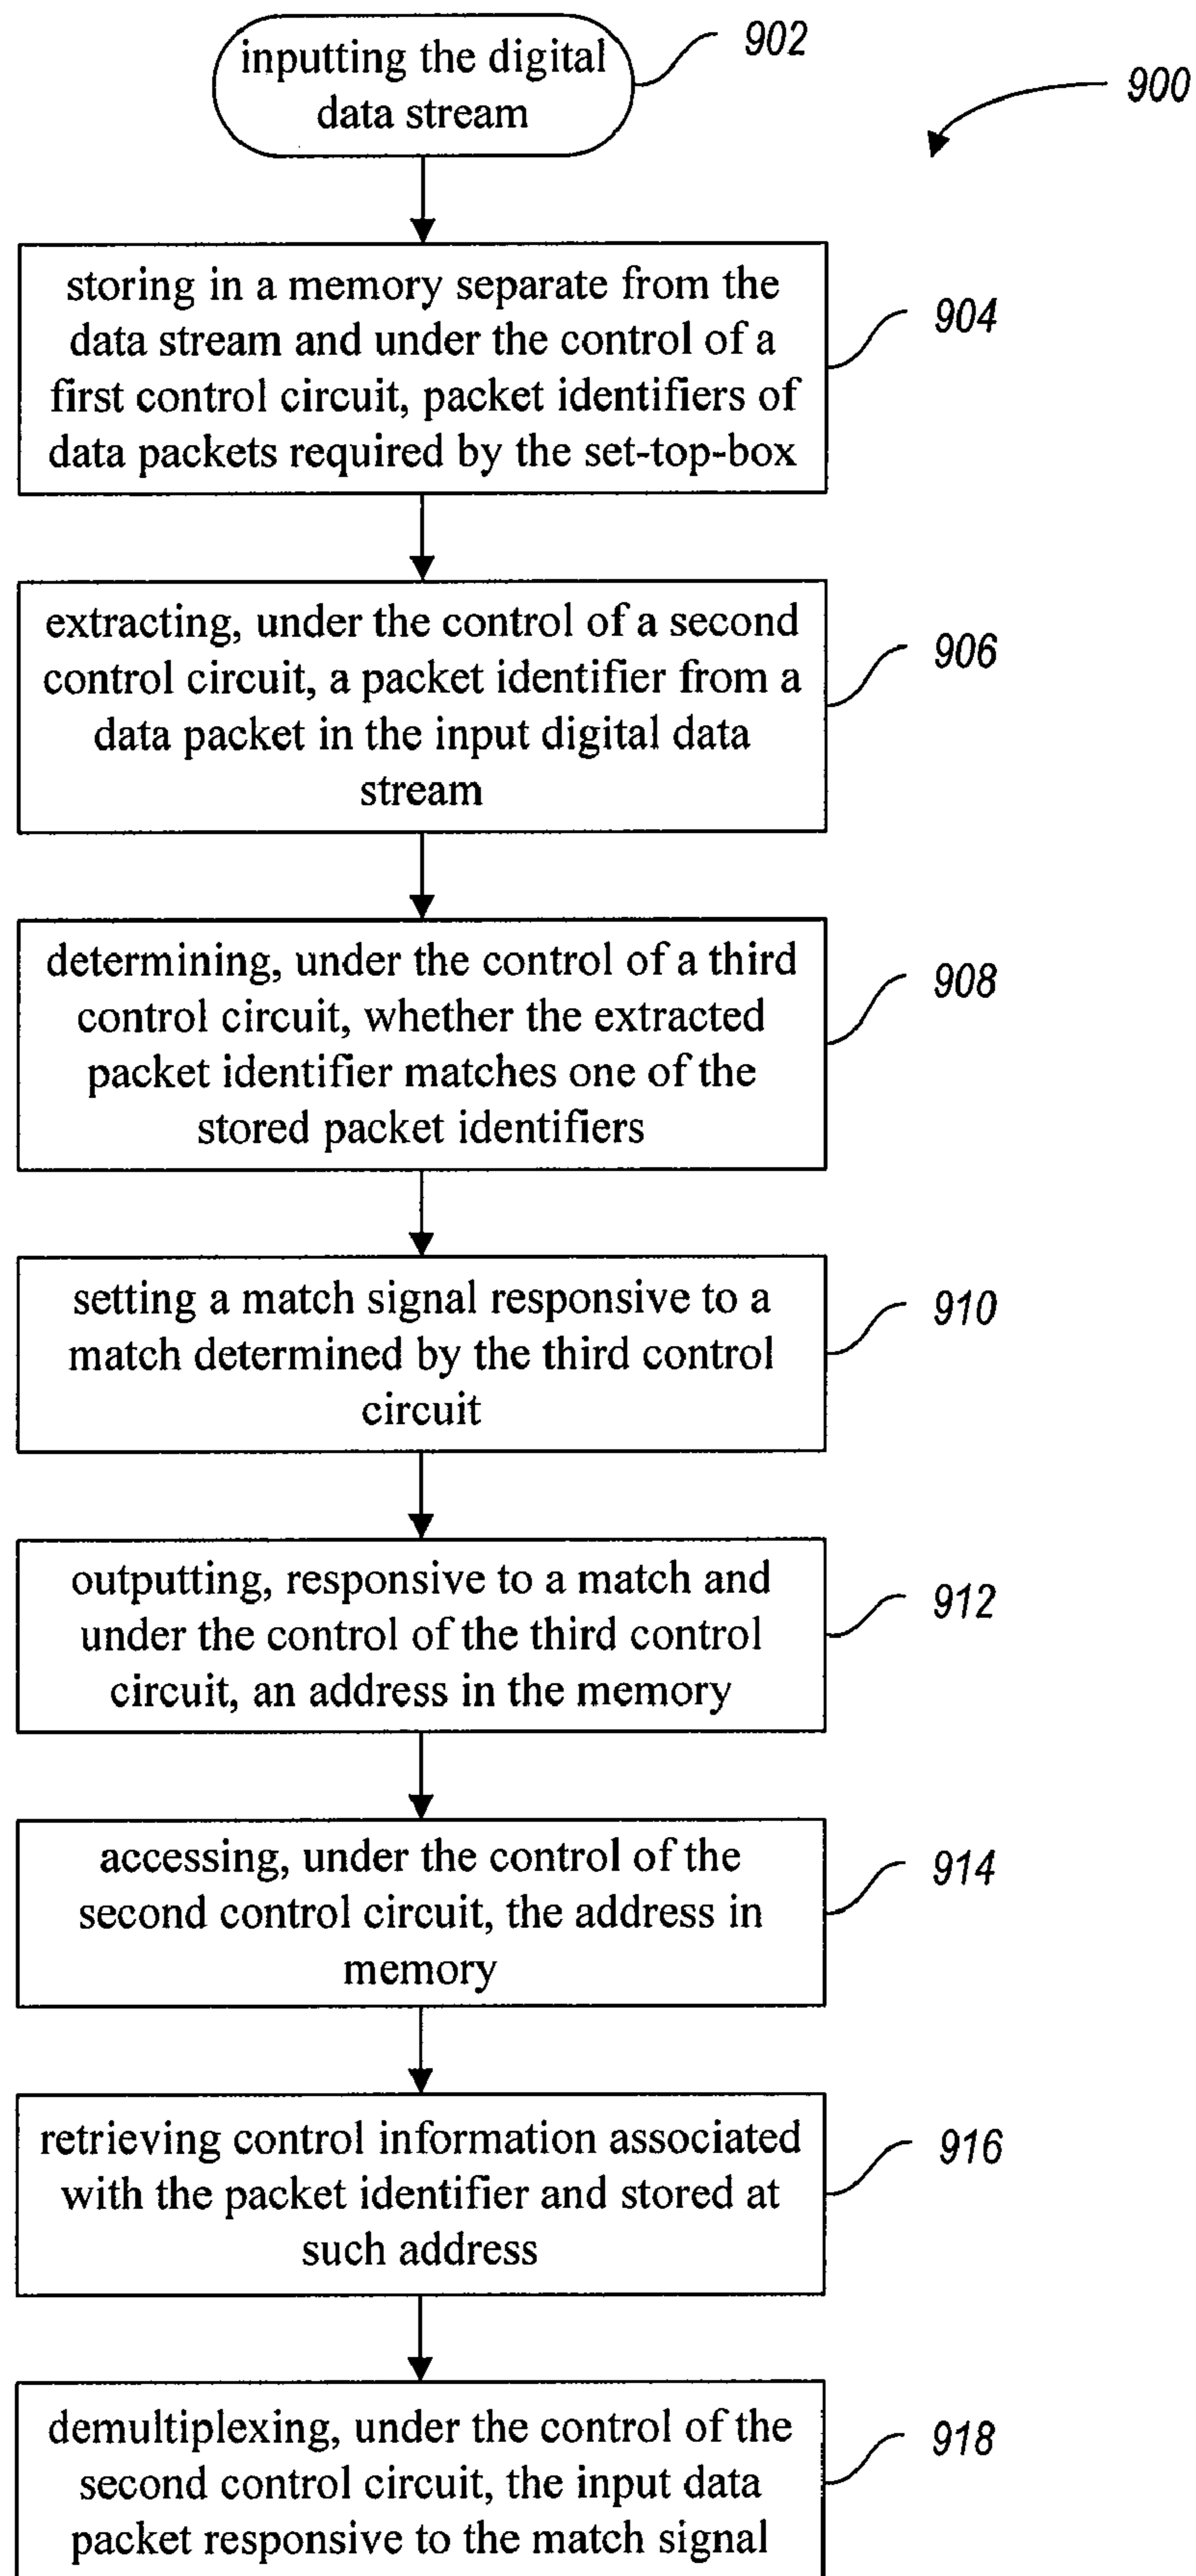 inputting the digital
data stream
902
900
storing in a memory separate from the
data stream and under the control of a
first control circuit, packet identifiers of
data packets required by the set-top-box
904
extracting, under the control of a second
control circuit, a packet identifier from a
data packet in the input digital data
stream
906
determining, under the control of a third
control circuit, whether the extracted
packet identifier matches one of the
stored packet identifiers
908
setting a match signal responsive to a
match determined by the third control
circuit
910
outputting, responsive to a match and
under the control of the third control
circuit, an address in the memory
912
accessing, under the control of the
second control circuit, the address in
memory
914
retrieving control information associated
with the packet identifier and stored at
such address
916
demultiplexing, under the control of the
second control circuit, the input data
packet responsive to the match signal
918